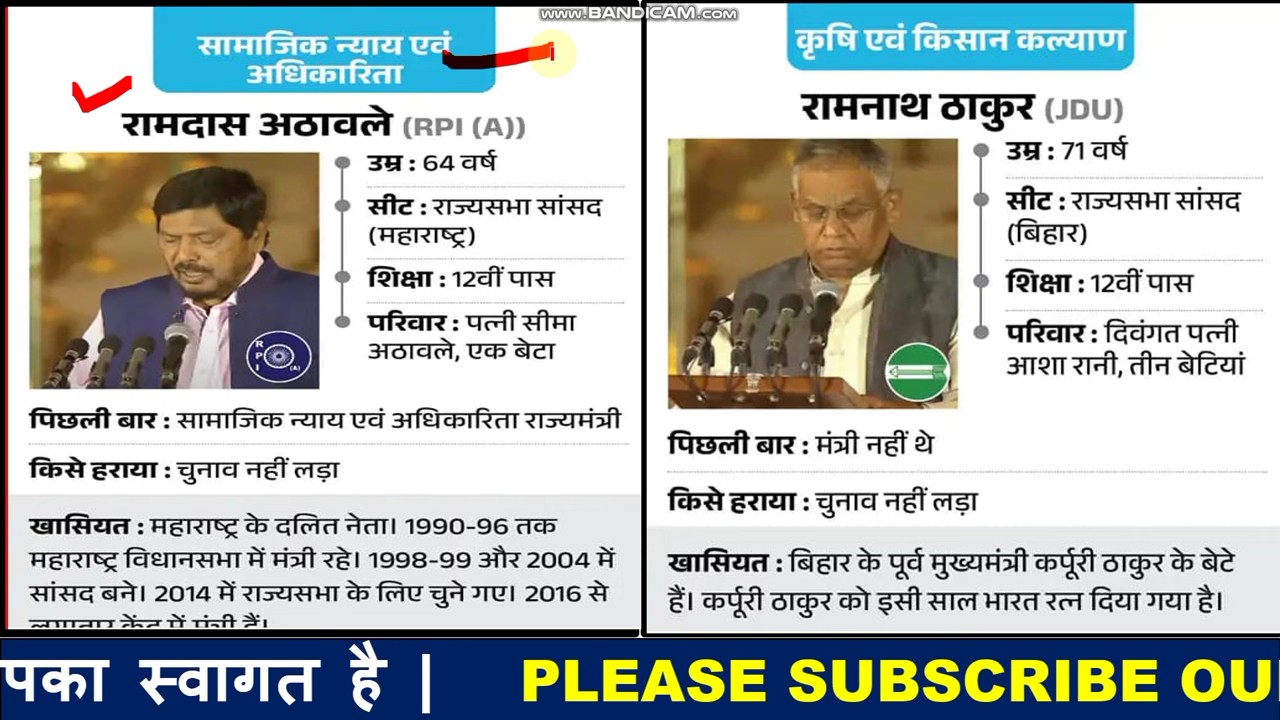 www.BANDICAM.com
सामाजिक न्याय एवं
अधिकारिता
रामदास अठावले (RPI (A))
उम्र : 64 वर्ष
सीट : राज्यसभा सांसद
(महाराष्ट्र)
शिक्षा : 12वीं पास
परिवार : पत्नी सीमा
अठावले, एक बेटा
R P I (A)
पिछली बार : सामाजिक न्याय एवं अधिकारिता राज्यमंत्री
किसे हराया : चुनाव नहीं लड़ा
खासियत : महाराष्ट्र के दलित नेता। 1990-96 तक
महाराष्ट्र विधानसभा में मंत्री रहे। 1998-99 और 2004 में
सांसद बने। 2014 में राज्यसभा के लिए चुने गए। 2016 से
लगातार केंद्र में मंत्री हैं।
कृषि एवं किसान कल्याण
रामनाथ ठाकुर (JDU)
उम्र : 71 वर्ष
सीट : राज्यसभा सांसद
(बिहार)
शिक्षा : 12वीं पास
परिवार : दिवंगत पत्नी
आशा रानी, तीन बेटियां
पिछली बार : मंत्री नहीं थे
किसे हराया : चुनाव नहीं लड़ा
खासियत : बिहार के पूर्व मुख्यमंत्री कर्पूरी ठाकुर के बेटे
हैं। कर्पूरी ठाकुर को इसी साल भारत रत्न दिया गया है।
पका स्वागत है | PLEASE SUBSCRIBE OU